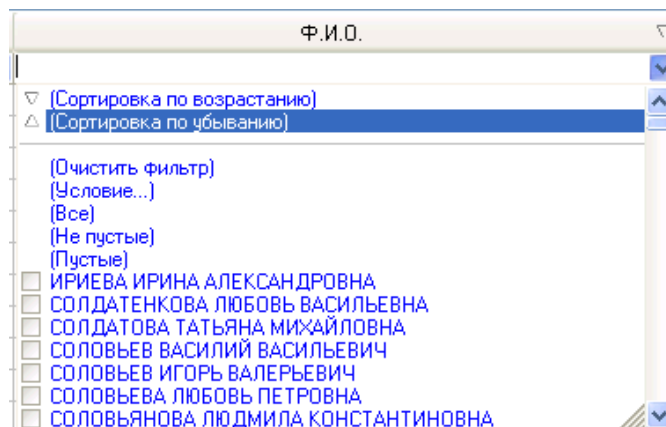 Ф.И.О.
(Сортировка по возрастанию)
(Сортировка по убыванию)
(Очистить фильтр)
(Условие...)
(Все)
(Не пустые)
(Пустые)
ИРИЕВА ИРИНА АЛЕКСАНДРОВНА
СОЛДАТЕНКОВА ЛЮБОВЬ ВАСИЛЬЕВНА
СОЛДАТОВА ТАТЬЯНА МИХАЙЛОВНА
СОЛОВЬЕВ ВАСИЛИЙ ВАСИЛЬЕВИЧ
СОЛОВЬЕВ ИГОРЬ ВАЛЕРЬЕВИЧ
СОЛОВЬЕВА ЛЮБОВЬ ПЕТРОВНА
СОЛОВЬЯНОВА ЛЮДМИЛА КОНСТАНТИНОВНА